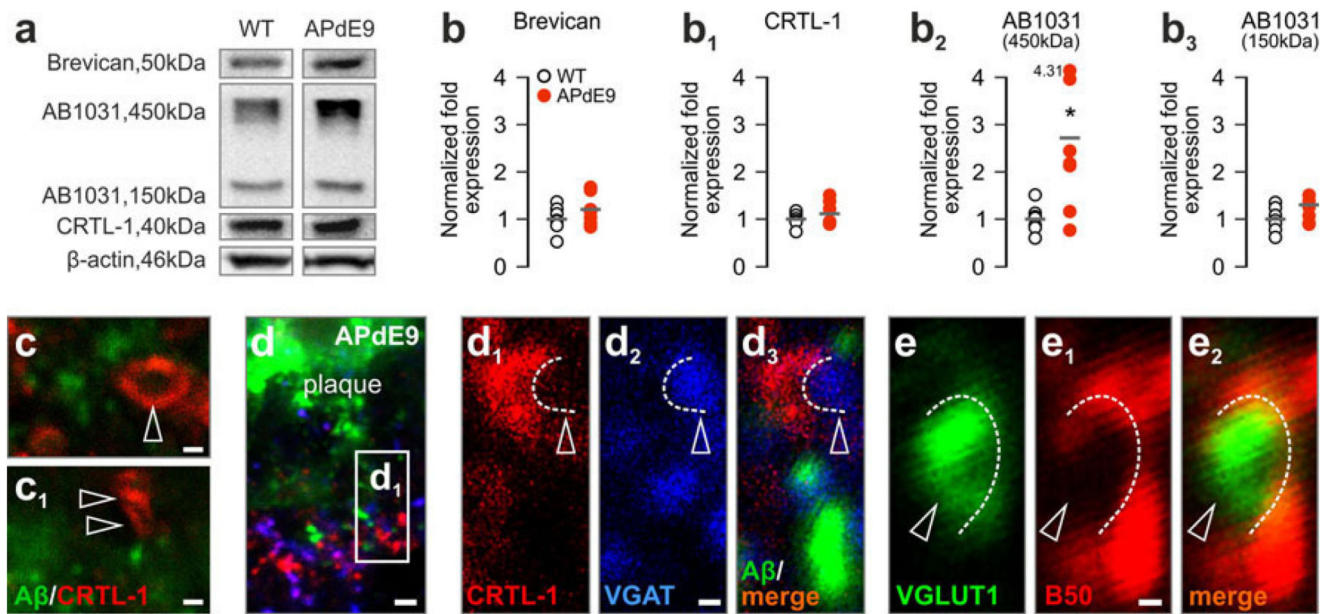 a
WT APdE9
Brevican,50kDa
AB1031,450kDa
AB1031,150kDa
CRTL-1,40kDa
β-actin,46kDa
b
Brevican
Normalized fold
expression
4
3
2
1
0
WT
APdE9
b1
CRTL-1
Normalized fold
expression
4
3
2
1
0
b2
AB1031
(450kDa)
Normalized fold
expression
4
3
2
1
0
4.31
*
b3
AB1031
(150kDa)
Normalized fold
expression
4
3
2
1
0
c
c1
Aβ/CRTL-1
d
APdE9
plaque
d1
d1
CRTL-1
d2
VGAT
d3
Aβ/
merge
e
VGLUT1
e1
B50
e2
merge